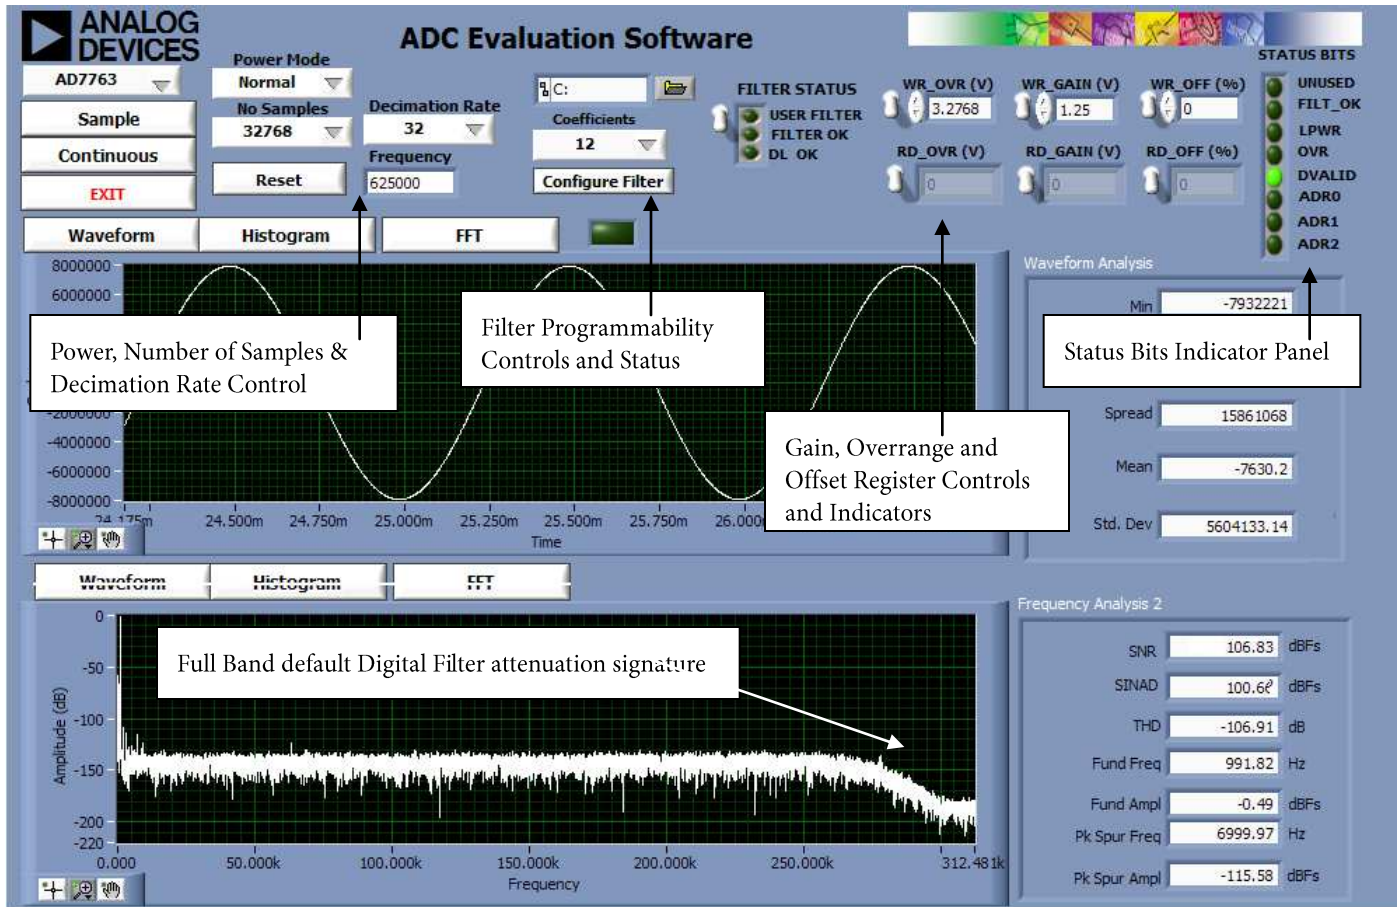 ANALOG
DEVICES
ADC Evaluation Software
STATUS BITS
AD7763
Power Mode
Normal
C:
FILTER STATUS
WR_OVR (V)
WR_GAIN (V)
WR_OFF (%)
UNUSED
Sample
No Samples
Decimation Rate
Coefficients
USER FILTER
3.2768
1.25
0
FILT_OK
32768
32
12
FILTER OK
LPWR
Continuous
Frequency
DL OK
RD_OVR (V)
RD_GAIN (V)
RD_OFF (%)
OVR
EXIT
Reset
625000
Configure Filter
0
0
0
DVALID
ADR0
ADR1
ADR2
Waveform
Histogram
FFT
Waveform Analysis
8000000
6000000
Min
-7932221
Power, Number of Samples &
Decimation Rate Control
Filter Programmability
Controls and Status
Status Bits Indicator Panel
-2000000
-4000000
-6000000
-8000000
Gain, Overrange and
Offset Register Controls
and Indicators
Spread
15861068
Mean
-7630.2
Std. Dev
5604133.14
24.175m
24.500m
24.750m
25.000m
25.250m
25.500m
25.750m
26.000
Time
Waveform
Histogram
FFT
Frequency Analysis 2
0
-50
-100
-150
-200
-220
Amplitude (dB)
Full Band default Digital Filter attenuation signature
0.000
50.000k
100.000k
150.000k
200.000k
250.000k
312.481k
Frequency
SNR
106.83
dBFs
SINAD
dBFs
THD
-106.91
dB
Fund Freq
991.82
Hz
Fund Ampl
-0.49
dBFs
Pk Spur Freq
6999.97
Hz
Pk Spur Ampl
-115.58
dBFs